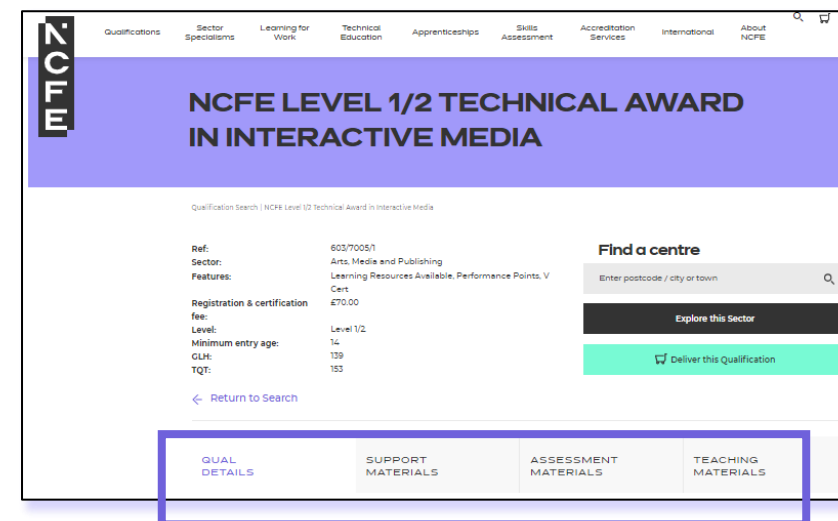 NCFE
Qualifications
Sector
Specialisms
Learning for
Work
Technical
Education
Apprenticeships
Skills
Assessment
Accreditation
Services
International
About
NCFE
NCFE LEVEL 1/2 TECHNICAL AWARD
IN INTERACTIVE MEDIA
Qualification Search | NCFE Level 1/2 Technical Award in Interactive Media
Ref: 603/7005/1
Sector: Arts, Media and Publishing
Features: Learning Resources Available, Performance Points, V
Cert
Registration & certification £70.00
fee:
Level: Level 1/2
Minimum entry age: 14
GLH: 139
TQT: 153
Return to Search
Find a centre
Enter postcode / city or town
Explore this Sector
Deliver this Qualification
QUAL
DETAILS
SUPPORT
MATERIALS
ASSESSMENT
MATERIALS
TEACHING
MATERIALS